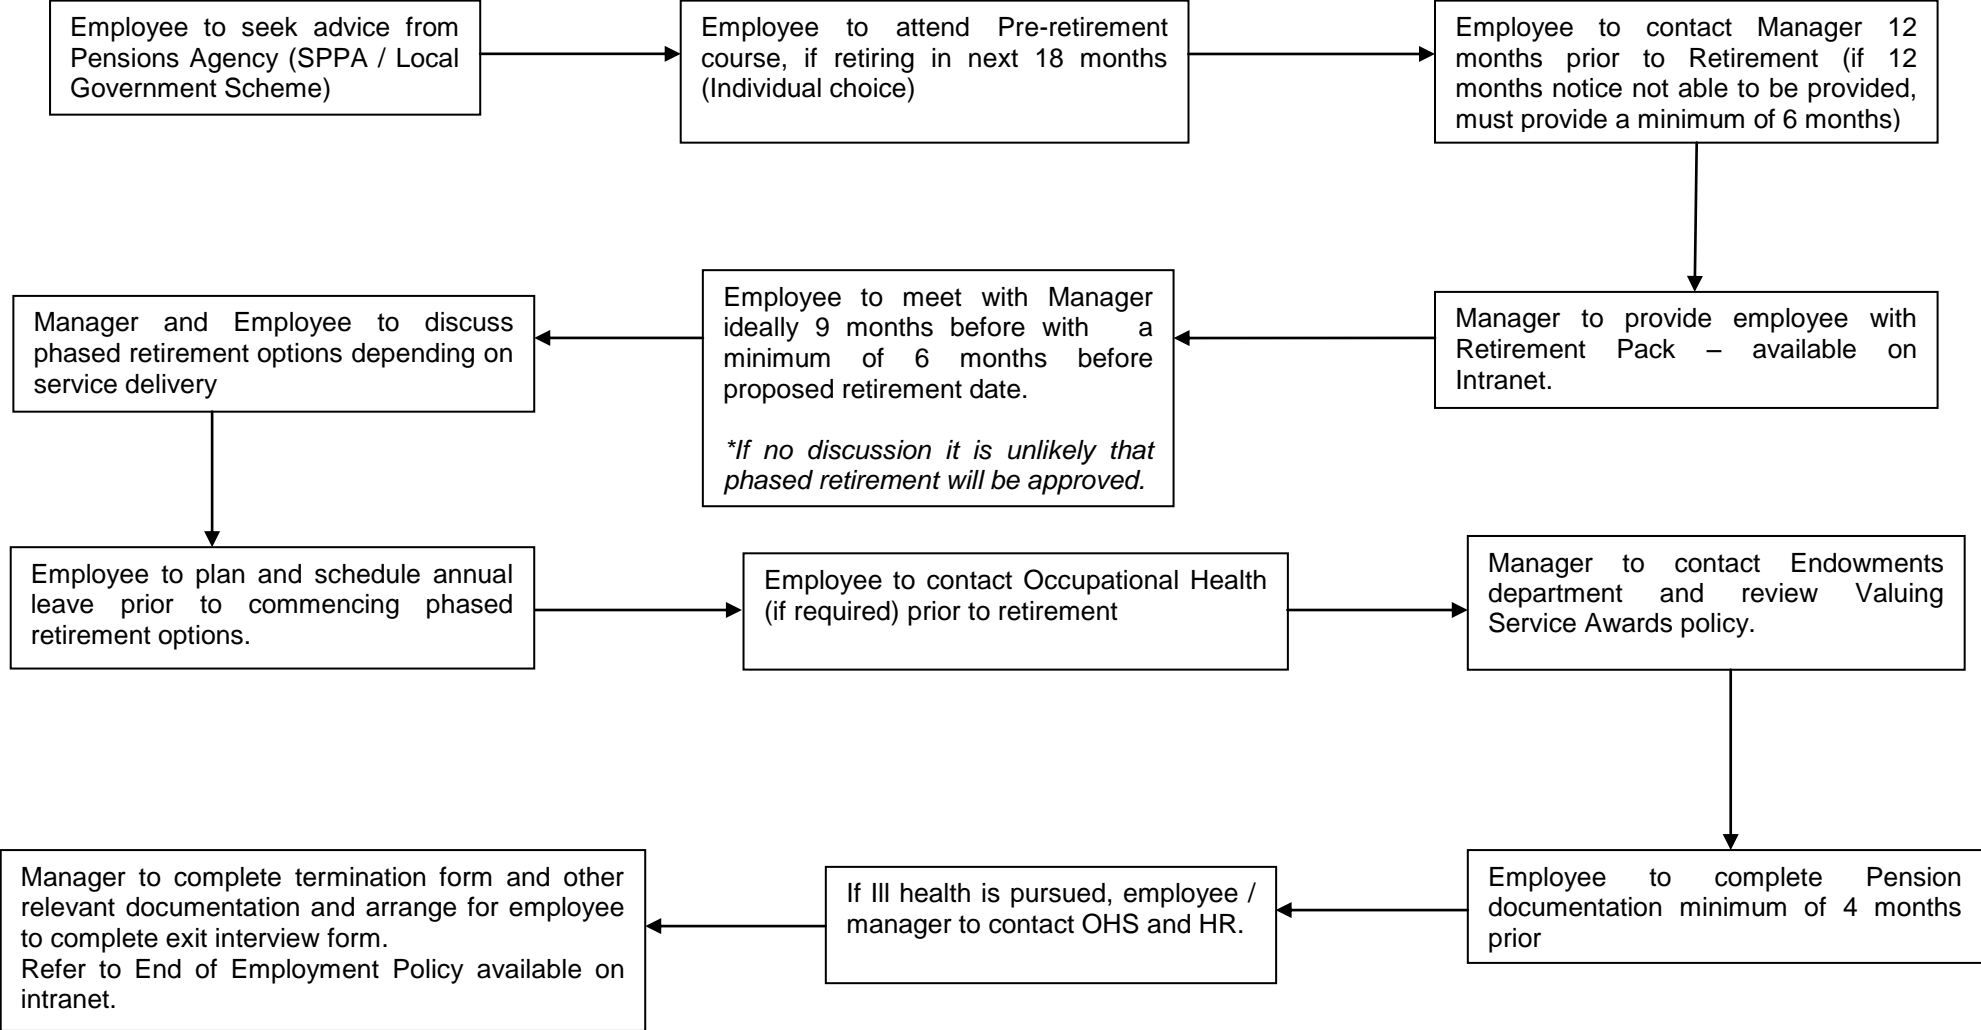 Employee to seek advice from
Pensions Agency (SPPA / Local
Government Scheme)
Employee to attend Pre-retirement
course, if retiring in next 18 months
(Individual choice)
Employee to contact Manager 12
months prior to Retirement (if 12
months notice not able to be provided,
must provide a minimum of 6 months)
Manager to provide employee with
Retirement Pack – available on
Intranet.
Employee to meet with Manager
ideally 9 months before with a
minimum of 6 months before
proposed retirement date.
*If no discussion it is unlikely that
phased retirement will be approved.
Manager and Employee to discuss
phased retirement options depending on
service delivery
Employee to plan and schedule annual
leave prior to commencing phased
retirement options.
Employee to contact Occupational Health
(if required) prior to retirement
Manager to contact Endowments
department and review Valuing
Service Awards policy.
Employee to complete Pension
documentation minimum of 4 months
prior
If Ill health is pursued, employee /
manager to contact OHS and HR.
Manager to complete termination form and other
relevant documentation and arrange for employee
to complete exit interview form.
Refer to End of Employment Policy available on
intranet.